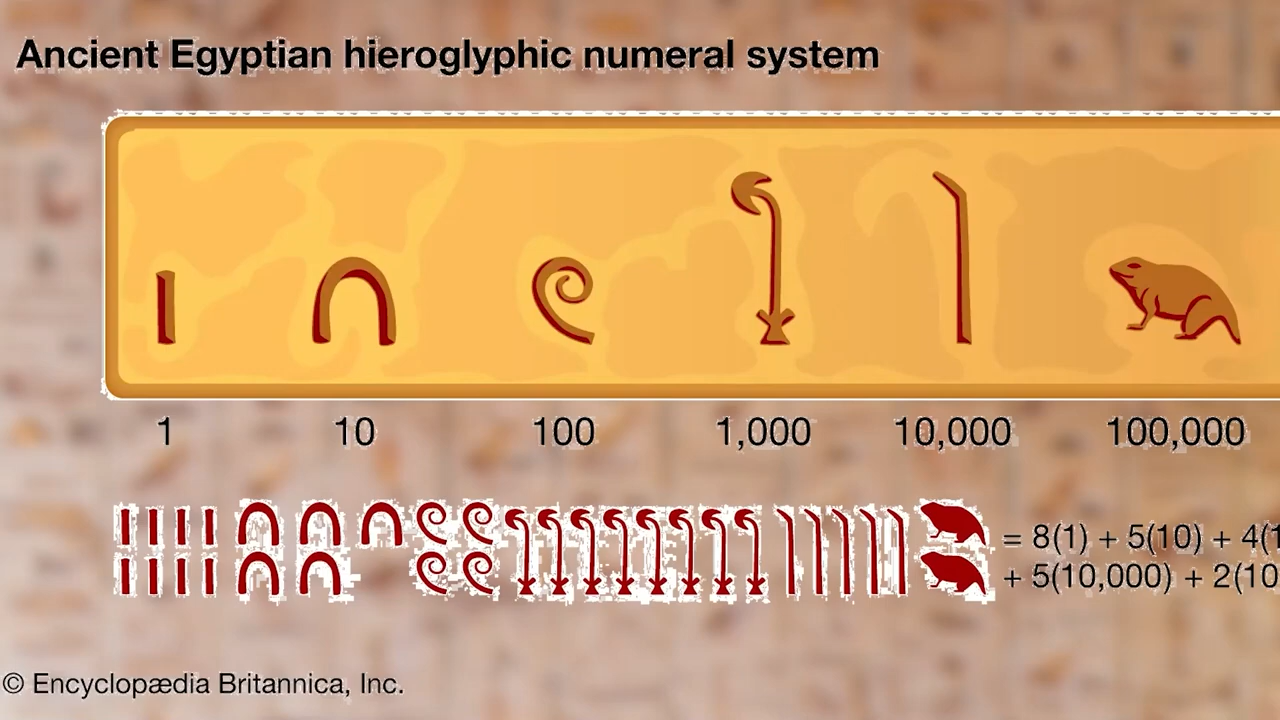 Ancient Egyptian hieroglyphic numeral system
1 10 100 1,000 10,000 100,000
= 8(1) + 5(10) + 4(1
+ 5(10,000) + 2(10
© Encyclopædia Britannica, Inc.